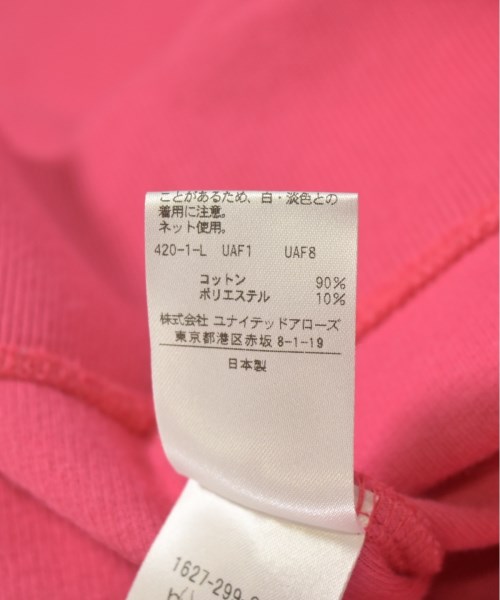 ことがあるため、白・淡色との
着用に注意。
ネット使用。
420-1-L UAF1 UAF8
コットン 90%
ポリエステル 10%
株式会社 ユナイテッドアローズ
東京都港区赤坂 8-1-19
日本製
1627-299-